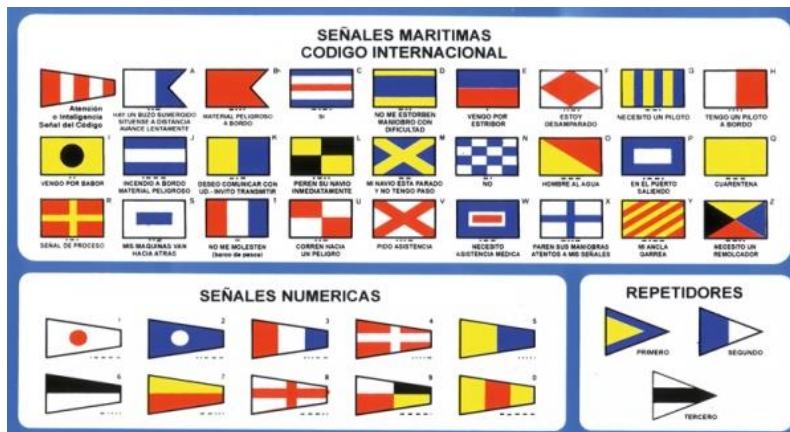 SEÑALES MARITIMAS
CODIGO INTERNACIONAL
Atención
o Inteligencia
Señal del Código
A
HAY UN BUZO SUMERGIDO
SITUENSE A DISTANCIA
AVANCE LENTAMENTE
B
MATERIAL PELIGROSO
A BORDO
C
SI
D
NO ME ESTORBEN
MANIOBRO CON
DIFICULTAD
E
VENGO POR
ESTRIBOR
F
ESTOY
DESAMPARADO
G
NECESITO UN PILOTO
H
TENGO UN PILOTO
A BORDO
I
VENGO POR BABOR
J
INCENDIO A BORDO
MATERIAL PELIGROSO
K
DESEO COMUNICAR CON
UD.- INVITO TRANSMITIR
L
PEREN SU NAVIO
INMEDIATAMENTE
M
MI NAVIO ESTA PARADO
Y NO TENGO PASO
N
NO
O
HOMBRE AL AGUA
P
EN EL PUERTO
SALIENDO
Q
CUARENTENA
R
SEÑAL DE PROCESO
S
MIS MAQUINAS VAN
HACIA ATRAS
NO ME MOLESTEN
(barco de pesca)
U
CORREN HACIA
UN PELIGRO
V
PIDO ASISTENCIA
W
NECESITO
ASISTENCIA MEDICA
X
PAREN SUS MANIOBRAS
ATENTOS A MIS SEÑALES
Y
MI ANCLA
GARREA
Z
NECESITO UN
REMOLCADOR
SEÑALES NUMERICAS
1
2
3
4
5
6
7
8
9
0
REPETIDORES
PRIMERO
SEGUNDO
TERCERO